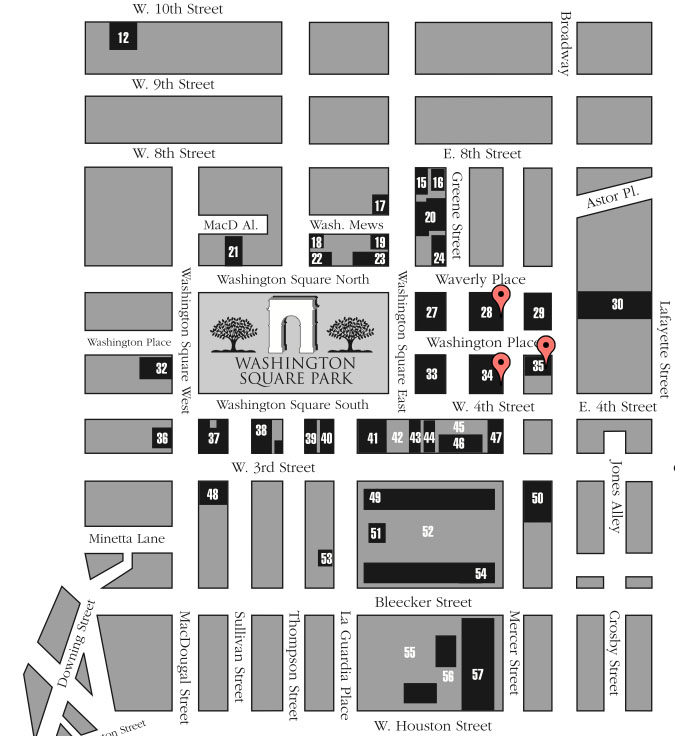 W. 10th Street
12
Broadway
W. 9th Street
W. 8th Street
E. 8th Street
15
16
Greene Street
Astor Pl.
17
20
MacD Al.
Wash. Mews
18
19
21
22
23
24
Washington Square North
Waverly Place
Washington Square West
Washington Square East
27
28
29
30
Lafayette Street
Washington Place
Washington Place
WASHINGTON
SQUARE PARK
32
33
34
35
Washington Square South
W. 4th Street
E. 4th Street
36
37
38
39
40
41
42
43
44
45
46
47
W. 3rd Street
Jones Alley
48
49
50
51
52
53
54
Minetta Lane
Bleecker Street
Downing Street
MacDougal Street
Sullivan Street
Thompson Street
La Guardia Place
Mercer Street
Crosby Street
55
56
57
W. Houston Street